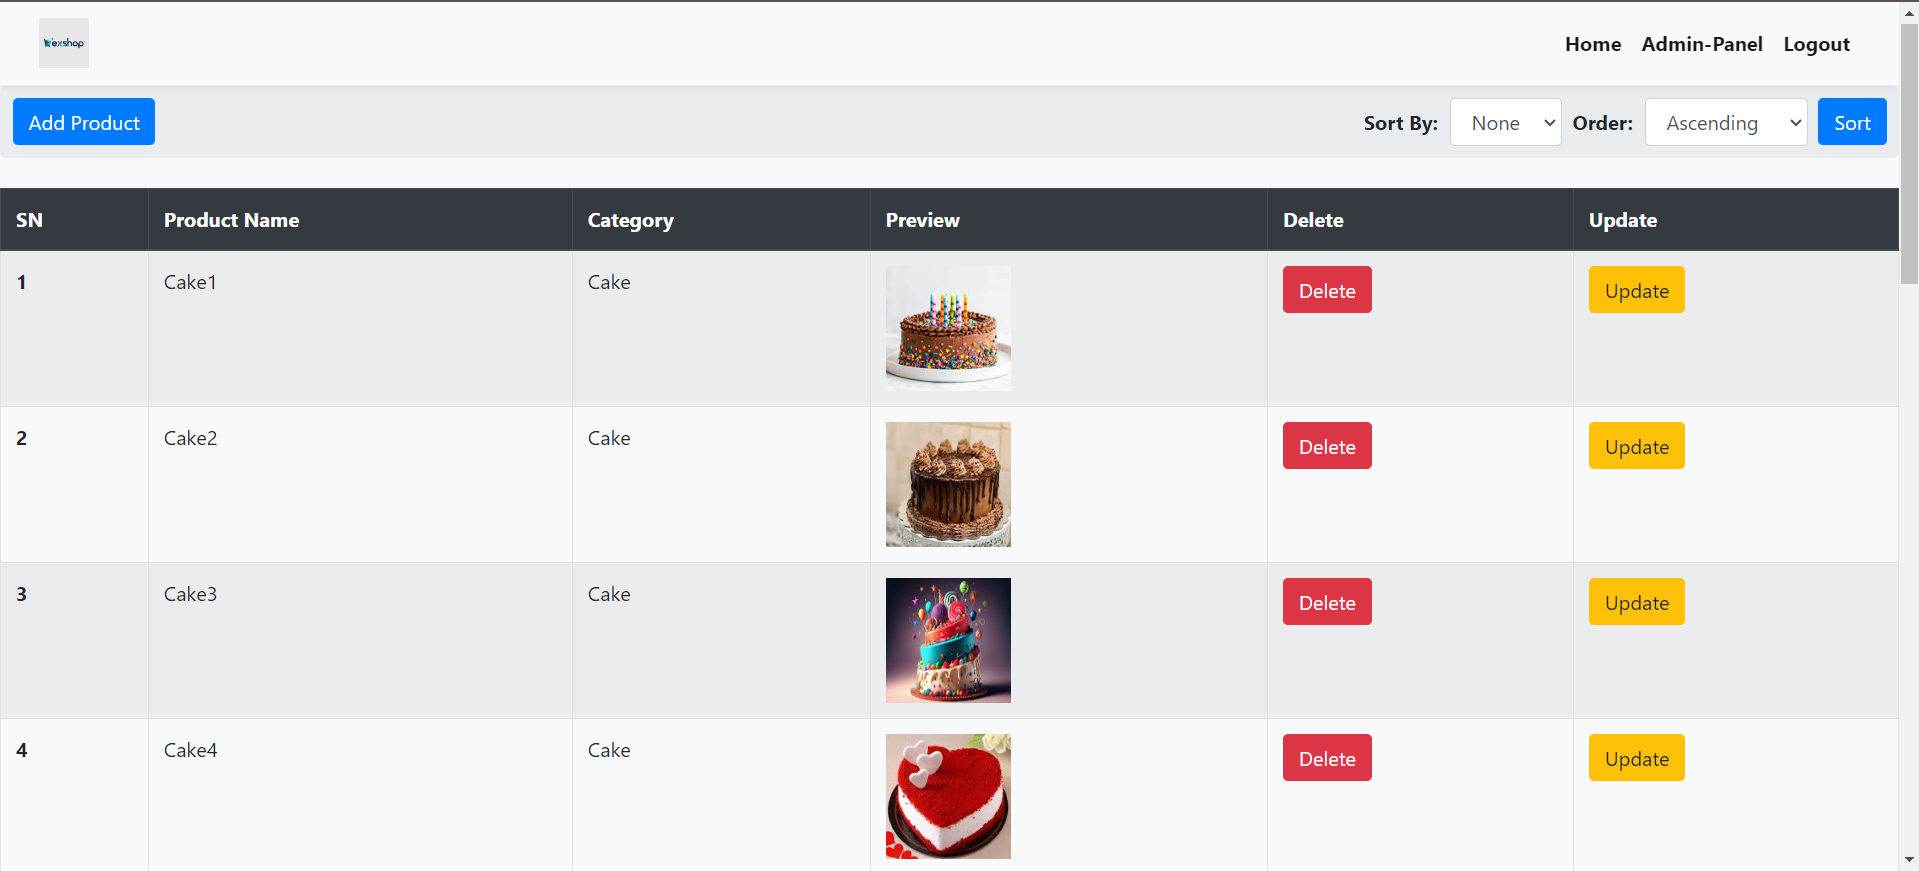 exshop
Home Admin-Panel Logout
Add Product Sort By: None Order: Ascending Sort
SN Product Name Category Preview Delete Update
1 Cake1 Cake Delete Update
2 Cake2 Cake Delete Update
3 Cake3 Cake Delete Update
4 Cake4 Cake Delete Update